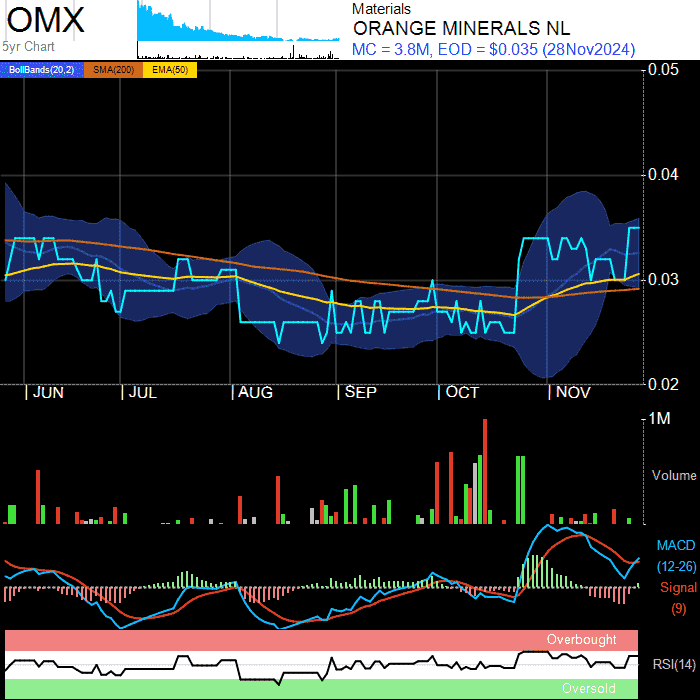 OMX
5yr Chart
Materials
ORANGE MINERALS NL
MC = 3.8M, EOD = $0.035 (28Nov2024)
BollBands(20,2) SMA(200) EMA(50)
0.05
0.04
0.03
0.02
JUN JUL AUG SEP OCT NOV
1M
Volume
MACD
(12-26)
Signal
(9)
Overbought
RSI(14)
Oversold